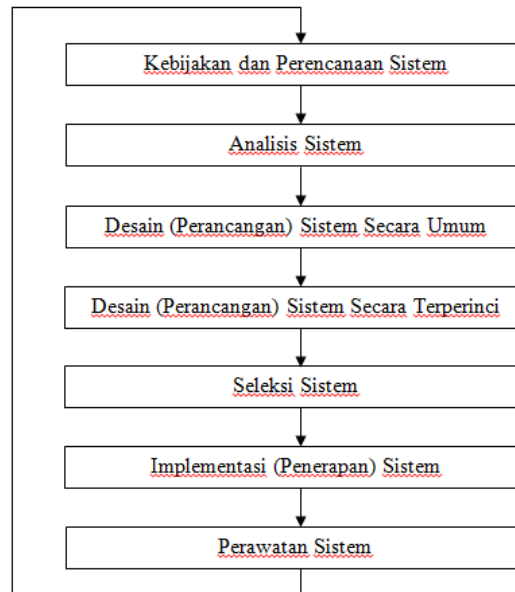 Kebijakan dan Perencanaan Sistem
Analisis Sistem
Desain (Perancangan) Sistem Secara Umum
Desain (Perancangan) Sistem Secara Terperinci
Seleksi Sistem
Implementasi (Penerapan) Sistem
Perawatan Sistem